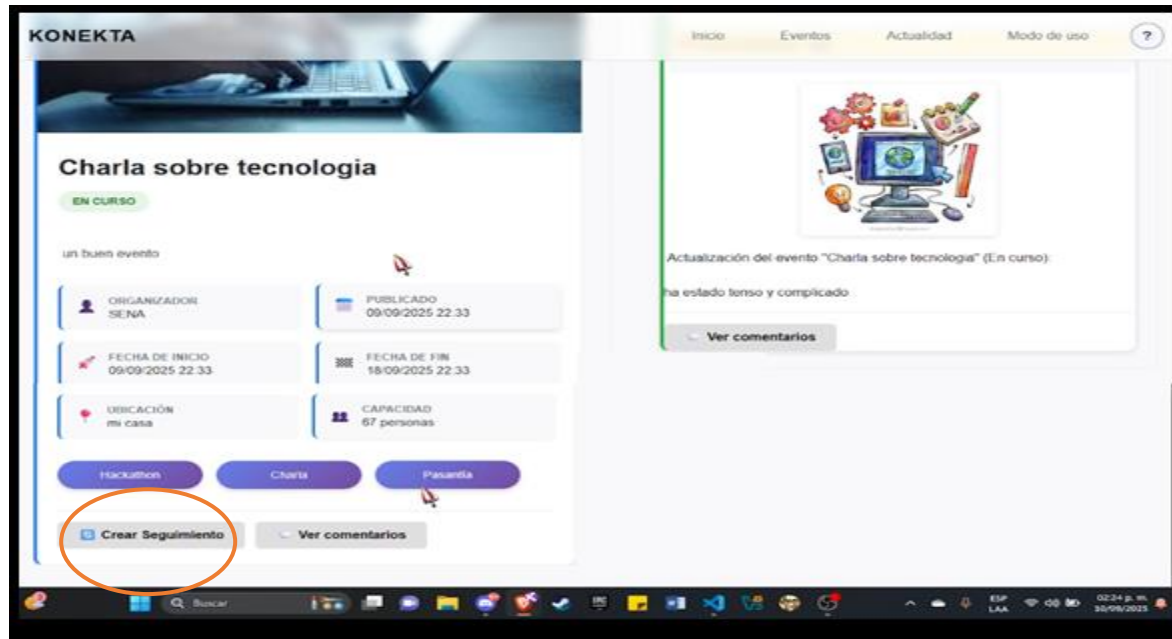 KONEKTA
Inicio
Eventos
Actualidad
Modo de uso
?
Charla sobre tecnologia
EN CURSO
un buen evento
ORGANIZADOR
SENA
PUBLICADO
09/09/2025 22:33
FECHA DE INICIO
09/09/2025 22:33
FECHA DE FIN
18/09/2025 22:33
UBICACIÓN
mi casa
CAPACIDAD
67 personas
Hackathon
Charla
Pasantía
Crear Seguimiento
Ver comentarios
Actualización del evento "Charla sobre tecnologia" (En curso):
ha estado tenso y complicado
Ver comentarios
Buscar
ESP
LAA
02:24 p. m.
10/09/2025